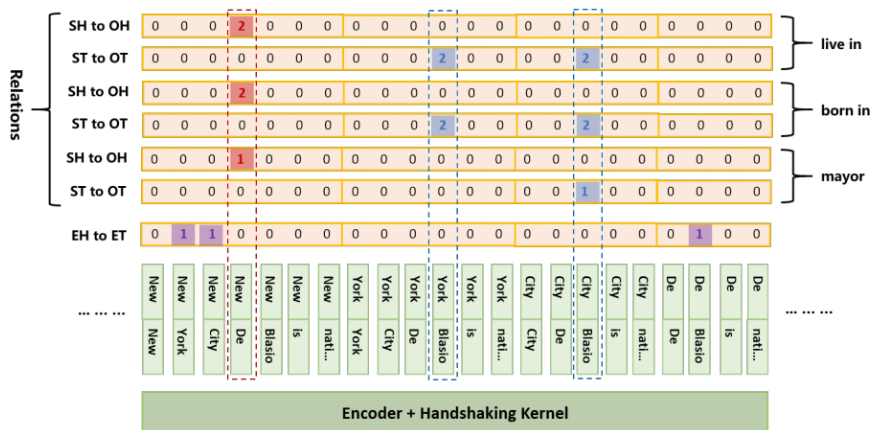 SH to OH 0 0 0 2 0 0 0 0 0 0 0 0 0 0 0 0 0 0 0 0 0 0
ST to OT 0 0 0 0 0 0 0 0 0 0 2 0 0 0 0 2 0 0 0 0 0 0
live in
SH to OH 0 0 0 2 0 0 0 0 0 0 0 0 0 0 0 0 0 0 0 0 0 0
ST to OT 0 0 0 0 0 0 0 0 0 0 2 0 0 0 0 2 0 0 0 0 0 0
born in
SH to OH 0 0 0 1 0 0 0 0 0 0 0 0 0 0 0 0 0 0 0 0 0 0
ST to OT 0 0 0 0 0 0 0 0 0 0 0 0 0 0 0 1 0 0 0 0 0 0
mayor
Relations
EH to ET 0 1 1 0 0 0 0 0 0 0 0 0 0 0 0 0 0 0 0 1 0 0
... ... ... New New New New New New New York York York York York York City City City City City De De De De ... ... ...
New York City De Blasio is nati... York City De Blasio is nati... City De Blasio is nati... De Blasio is nati...
Encoder + Handshaking Kernel